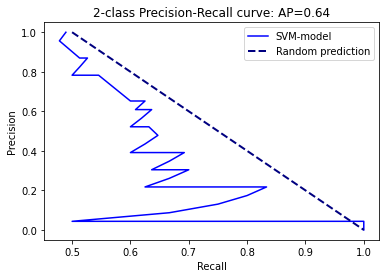 2-class Precision-Recall curve: AP=0.64
SVM-model
Random prediction
Precision
1.0
0.8
0.6
0.4
0.2
0.0
0.5 0.6 0.7 0.8 0.9 1.0
Recall